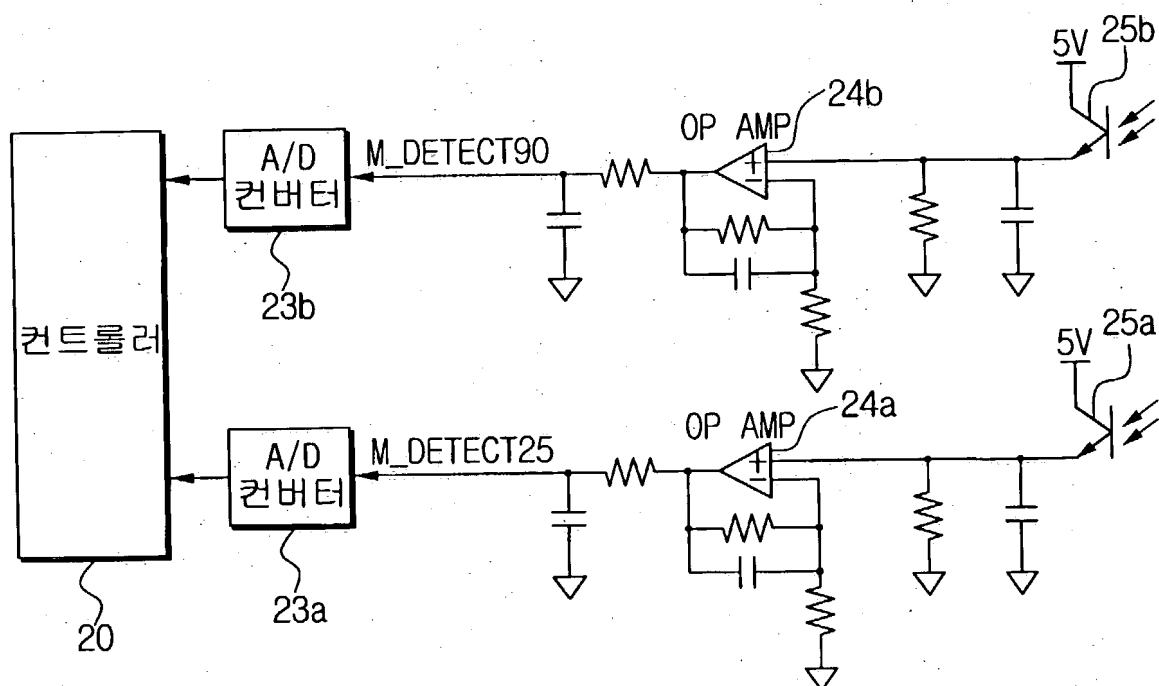 25b
5V
24b
OP AMP
+
−
A/D
컨버터
M_DETECT90
23b
컨트롤러
25a
5V
24a
OP AMP
+
−
A/D
컨버터
M_DETECT25
23a
20